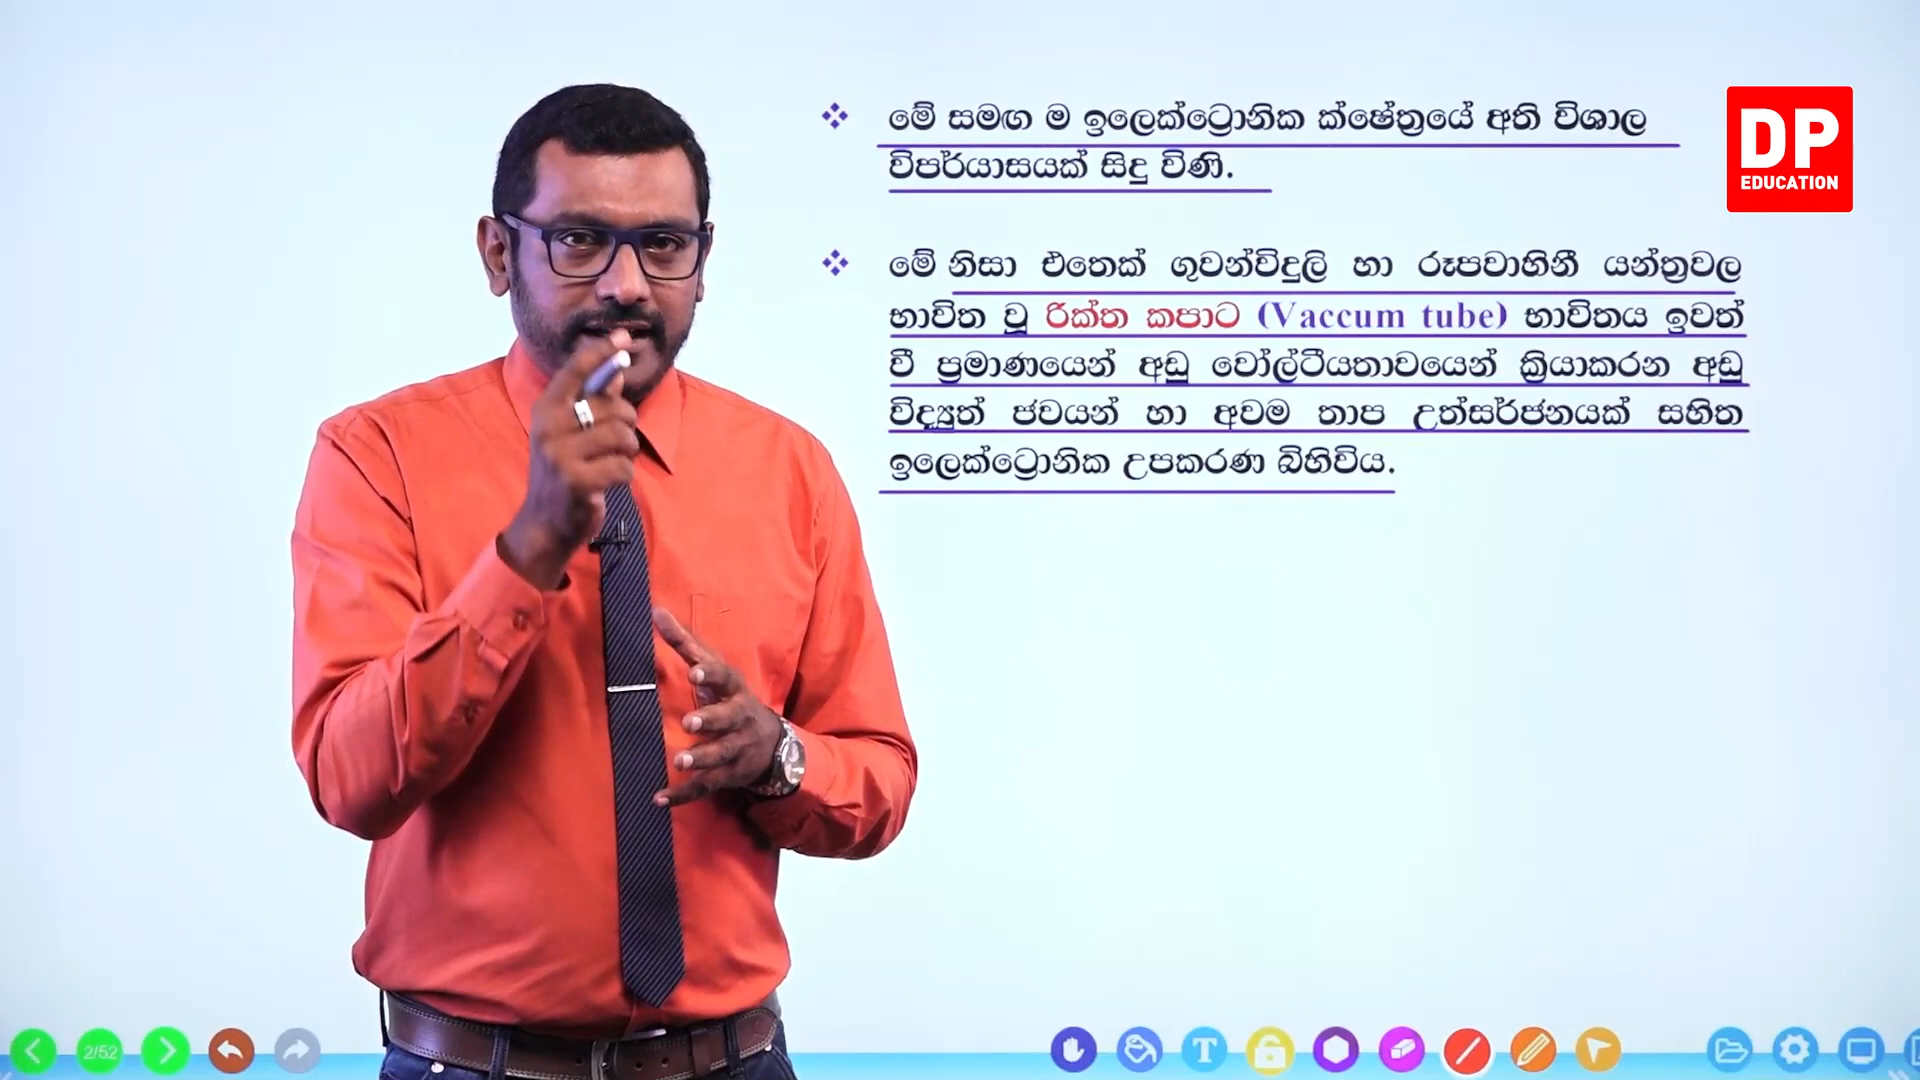 මේ සමඟ ම ඉලෙක්ට්‍රොනික ක්ෂේත්‍රයේ අති විශාල
විපර්යාසයක් සිදු විණි.
DP
EDUCATION
මේ නිසා එතෙක් ගුවන්විදුලි හා රූපවාහිනී යන්ත්‍රවල
භාවිත වූ රික්ත කපාට (Vaccum tube) භාවිතය ඉවත්
වී ප්‍රමාණයෙන් අඩු වෝල්ටීයතාවයෙන් ක්‍රියාකරන අඩු
විද්‍යුත් ජවයන් හා අවම තාප උත්සර්ජනයක් සහිත
ඉලෙක්ට්‍රොනික උපකරණ බිහිවිය.
2/52
T